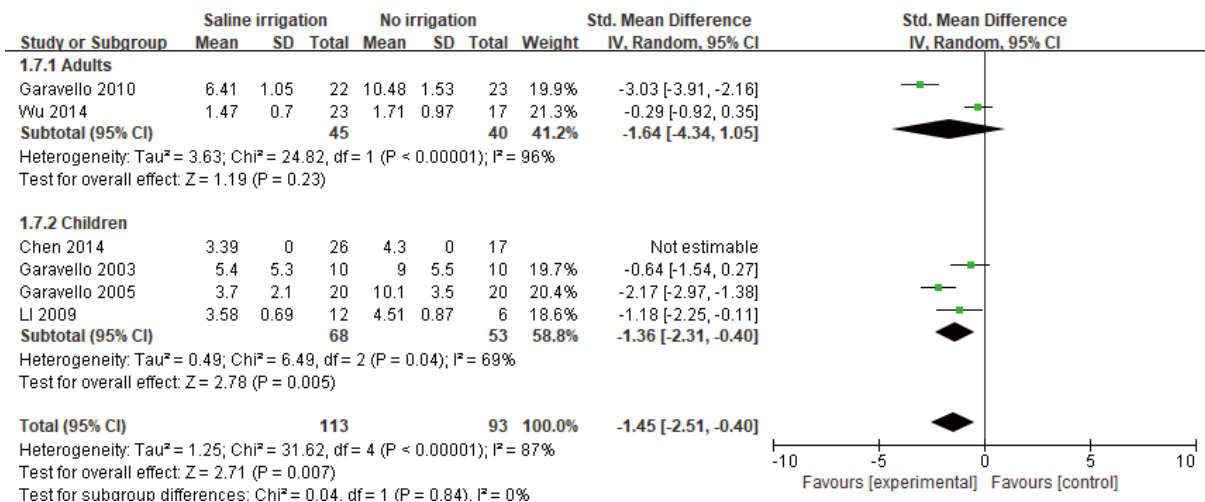 Saline irrigation No irrigation Std. Mean Difference Std. Mean Difference
Study or Subgroup Mean SD Total Mean SD Total Weight IV, Random, 95% CI IV, Random, 95% CI
1.7.1 Adults
Garavello 2010 6.41 1.05 22 10.48 1.53 23 19.9% -3.03 [-3.91, -2.16]
Wu 2014 1.47 0.7 23 1.71 0.97 17 21.3% -0.29 [-0.92, 0.35]
Subtotal (95% CI) 45 40 41.2% -1.64 [-4.34, 1.05]
Heterogeneity: Tau² = 3.63; Chi² = 24.82, df = 1 (P < 0.00001); I² = 96%
Test for overall effect: Z = 1.19 (P = 0.23)
1.7.2 Children
Chen 2014 3.39 0 26 4.3 0 17 Not estimable
Garavello 2003 5.4 5.3 10 9 5.5 10 19.7% -0.64 [-1.54, 0.27]
Garavello 2005 3.7 2.1 20 10.1 3.5 20 20.4% -2.17 [-2.97, -1.38]
LI 2009 3.58 0.69 12 4.51 0.87 6 18.6% -1.18 [-2.25, -0.11]
Subtotal (95% CI) 68 53 58.8% -1.36 [-2.31, -0.40]
Heterogeneity: Tau² = 0.49; Chi² = 6.49, df = 2 (P = 0.04); I² = 69%
Test for overall effect: Z = 2.78 (P = 0.005)
Total (95% CI) 113 93 100.0% -1.45 [-2.51, -0.40]
Heterogeneity: Tau² = 1.25; Chi² = 31.62, df = 4 (P < 0.00001); I² = 87%
Test for overall effect: Z = 2.71 (P = 0.007)
Test for subgroup differences: Chi² = 0.04, df = 1 (P = 0.84), I² = 0%
-10 -5 0 5 10
Favours [experimental] Favours [control]